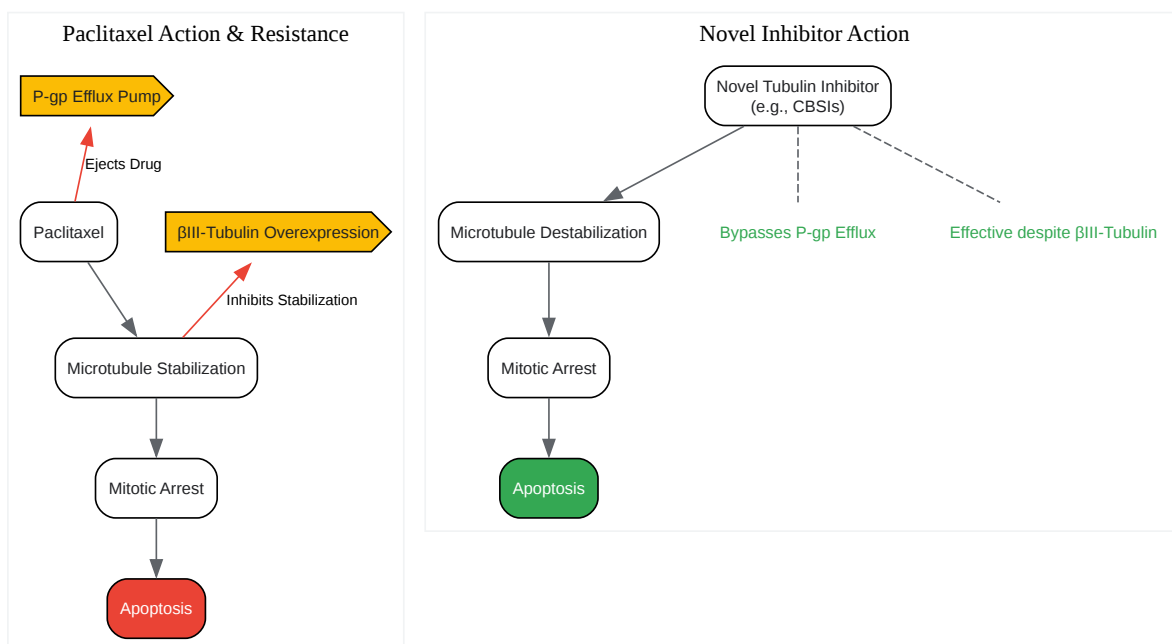 Paclitaxel Action & Resistance
P-gp Efflux Pump
Ejects Drug
Paclitaxel
βIII-Tubulin Overexpression
Inhibits Stabilization
Microtubule Stabilization
Mitotic Arrest
Apoptosis
Novel Inhibitor Action
Novel Tubulin Inhibitor
(e.g., CBSIs)
Microtubule Destabilization
Bypasses P-gp Efflux
Effective despite βIII-Tubulin
Mitotic Arrest
Apoptosis